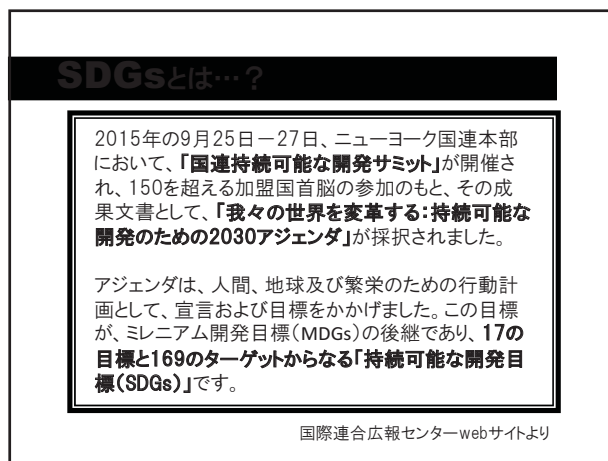 SDGsとは…?
2015年の9月25日－27日、ニューヨーク国連本部
において、「国連持続可能な開発サミット」が開催さ
れ、150を超える加盟国首脳の参加のもと、その成
果文書として、「我々の世界を変革する：持続可能な
開発のための2030アジェンダ」が採択されました。
アジェンダは、人間、地球及び繁栄のための行動計
画として、宣言および目標をかかげました。この目標
が、ミレニアム開発目標（MDGs）の後継であり、17の
目標と169のターゲットからなる「持続可能な開発目
標（SDGs）」です。
国際連合広報センターwebサイトより